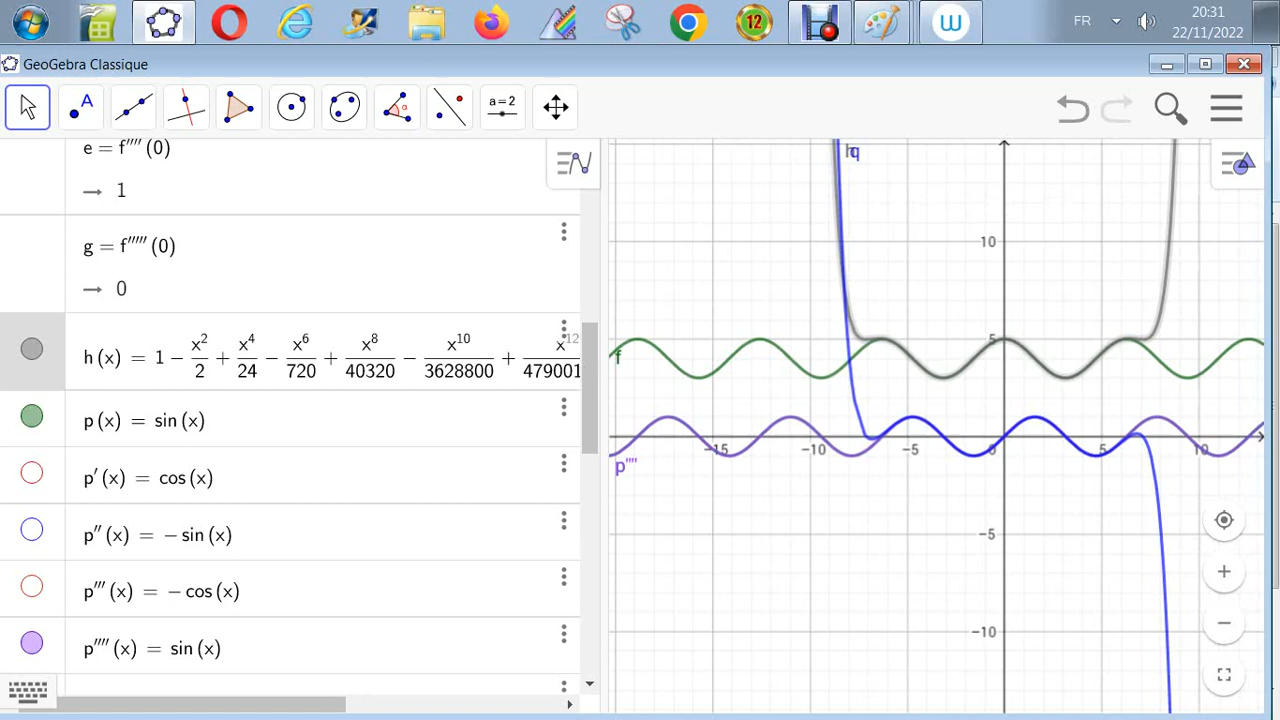 12
W
FR
20:31
22/11/2022
GeoGebra Classique
A
α
a = 2
e = f''''(0)
→ 1
g = f'''''(0)
→ 0
h(x) = 1 − x²/2 + x⁴/24 − x⁶/720 + x⁸/40320 − x¹⁰/3628800 + x¹²/479001
p(x) = sin(x)
p'(x) = cos(x)
p''(x) = − sin(x)
p'''(x) = − cos(x)
p''''(x) = sin(x)
h
q
f
p''''
10
5
−15
−10
−5
0
5
10
−5
−10